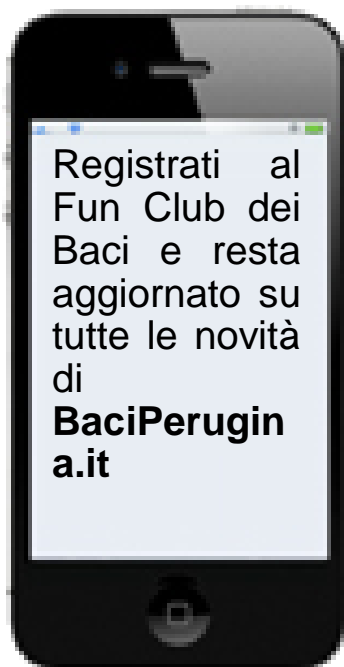 Registrati al
Fun Club dei
Baci e resta
aggiornato su
tutte le novità
di
BaciPerugin
a.it